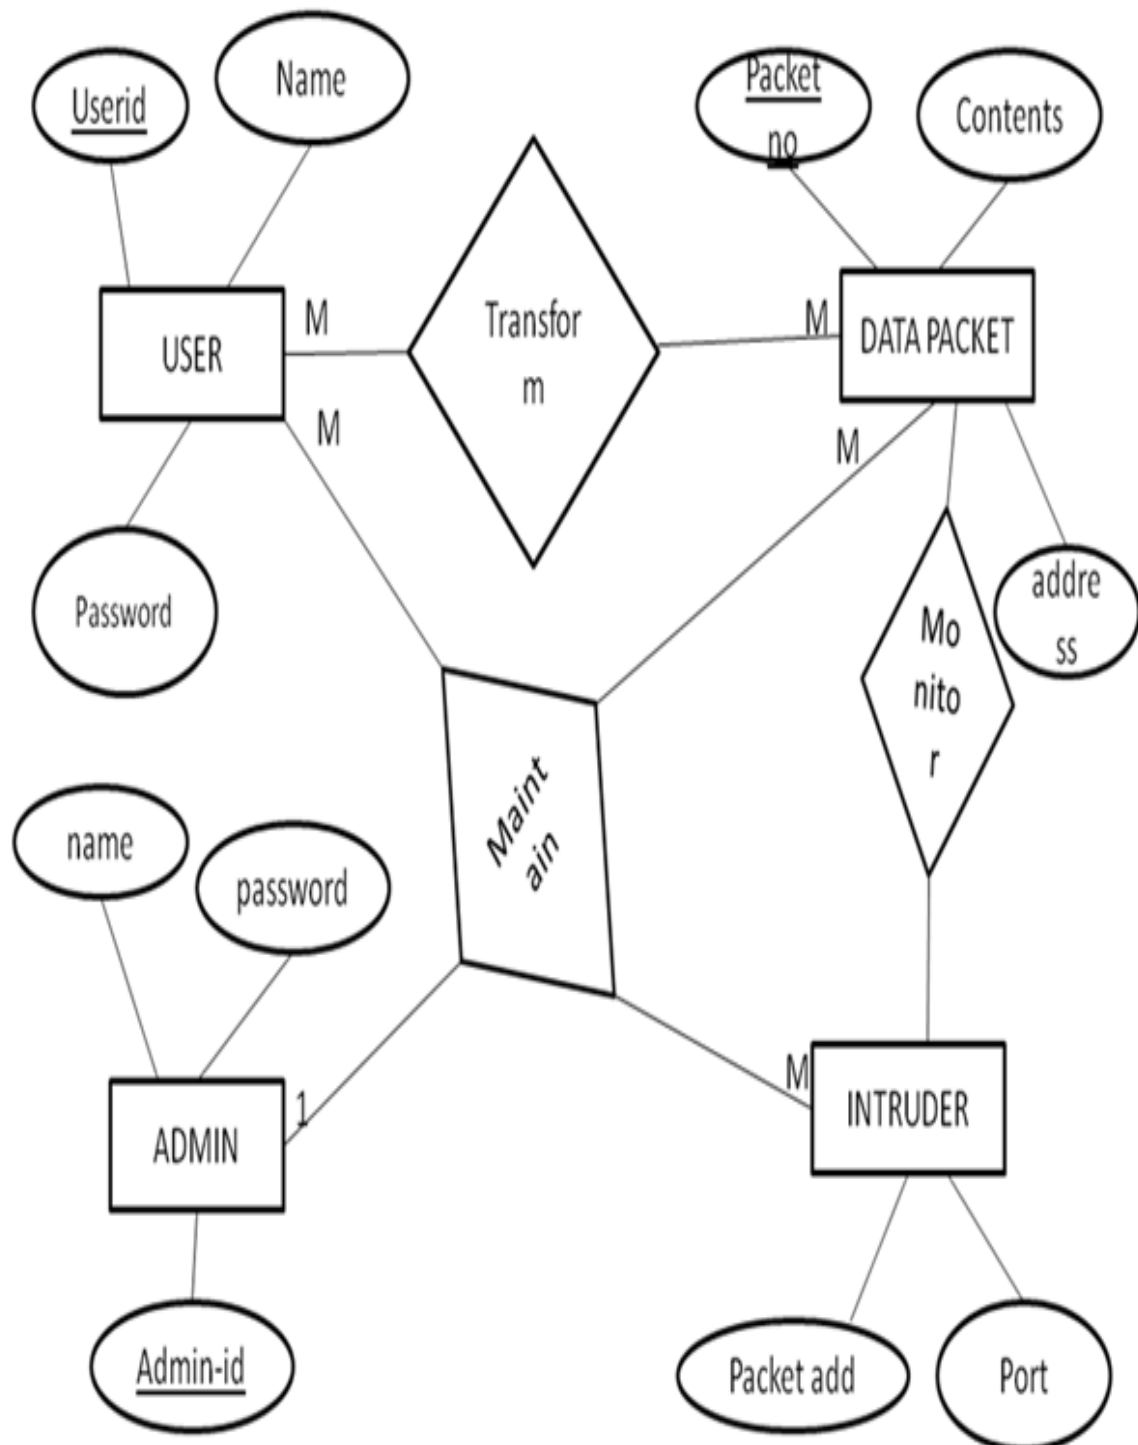 Userid
Name
Packet
no
Contents
USER
M
Transfor
m
M
DATA PACKET
M
M
Password
addre
ss
Mo
nito
r
Maint
ain
name
password
ADMIN
1
M
INTRUDER
Admin-id
Packet add
Port